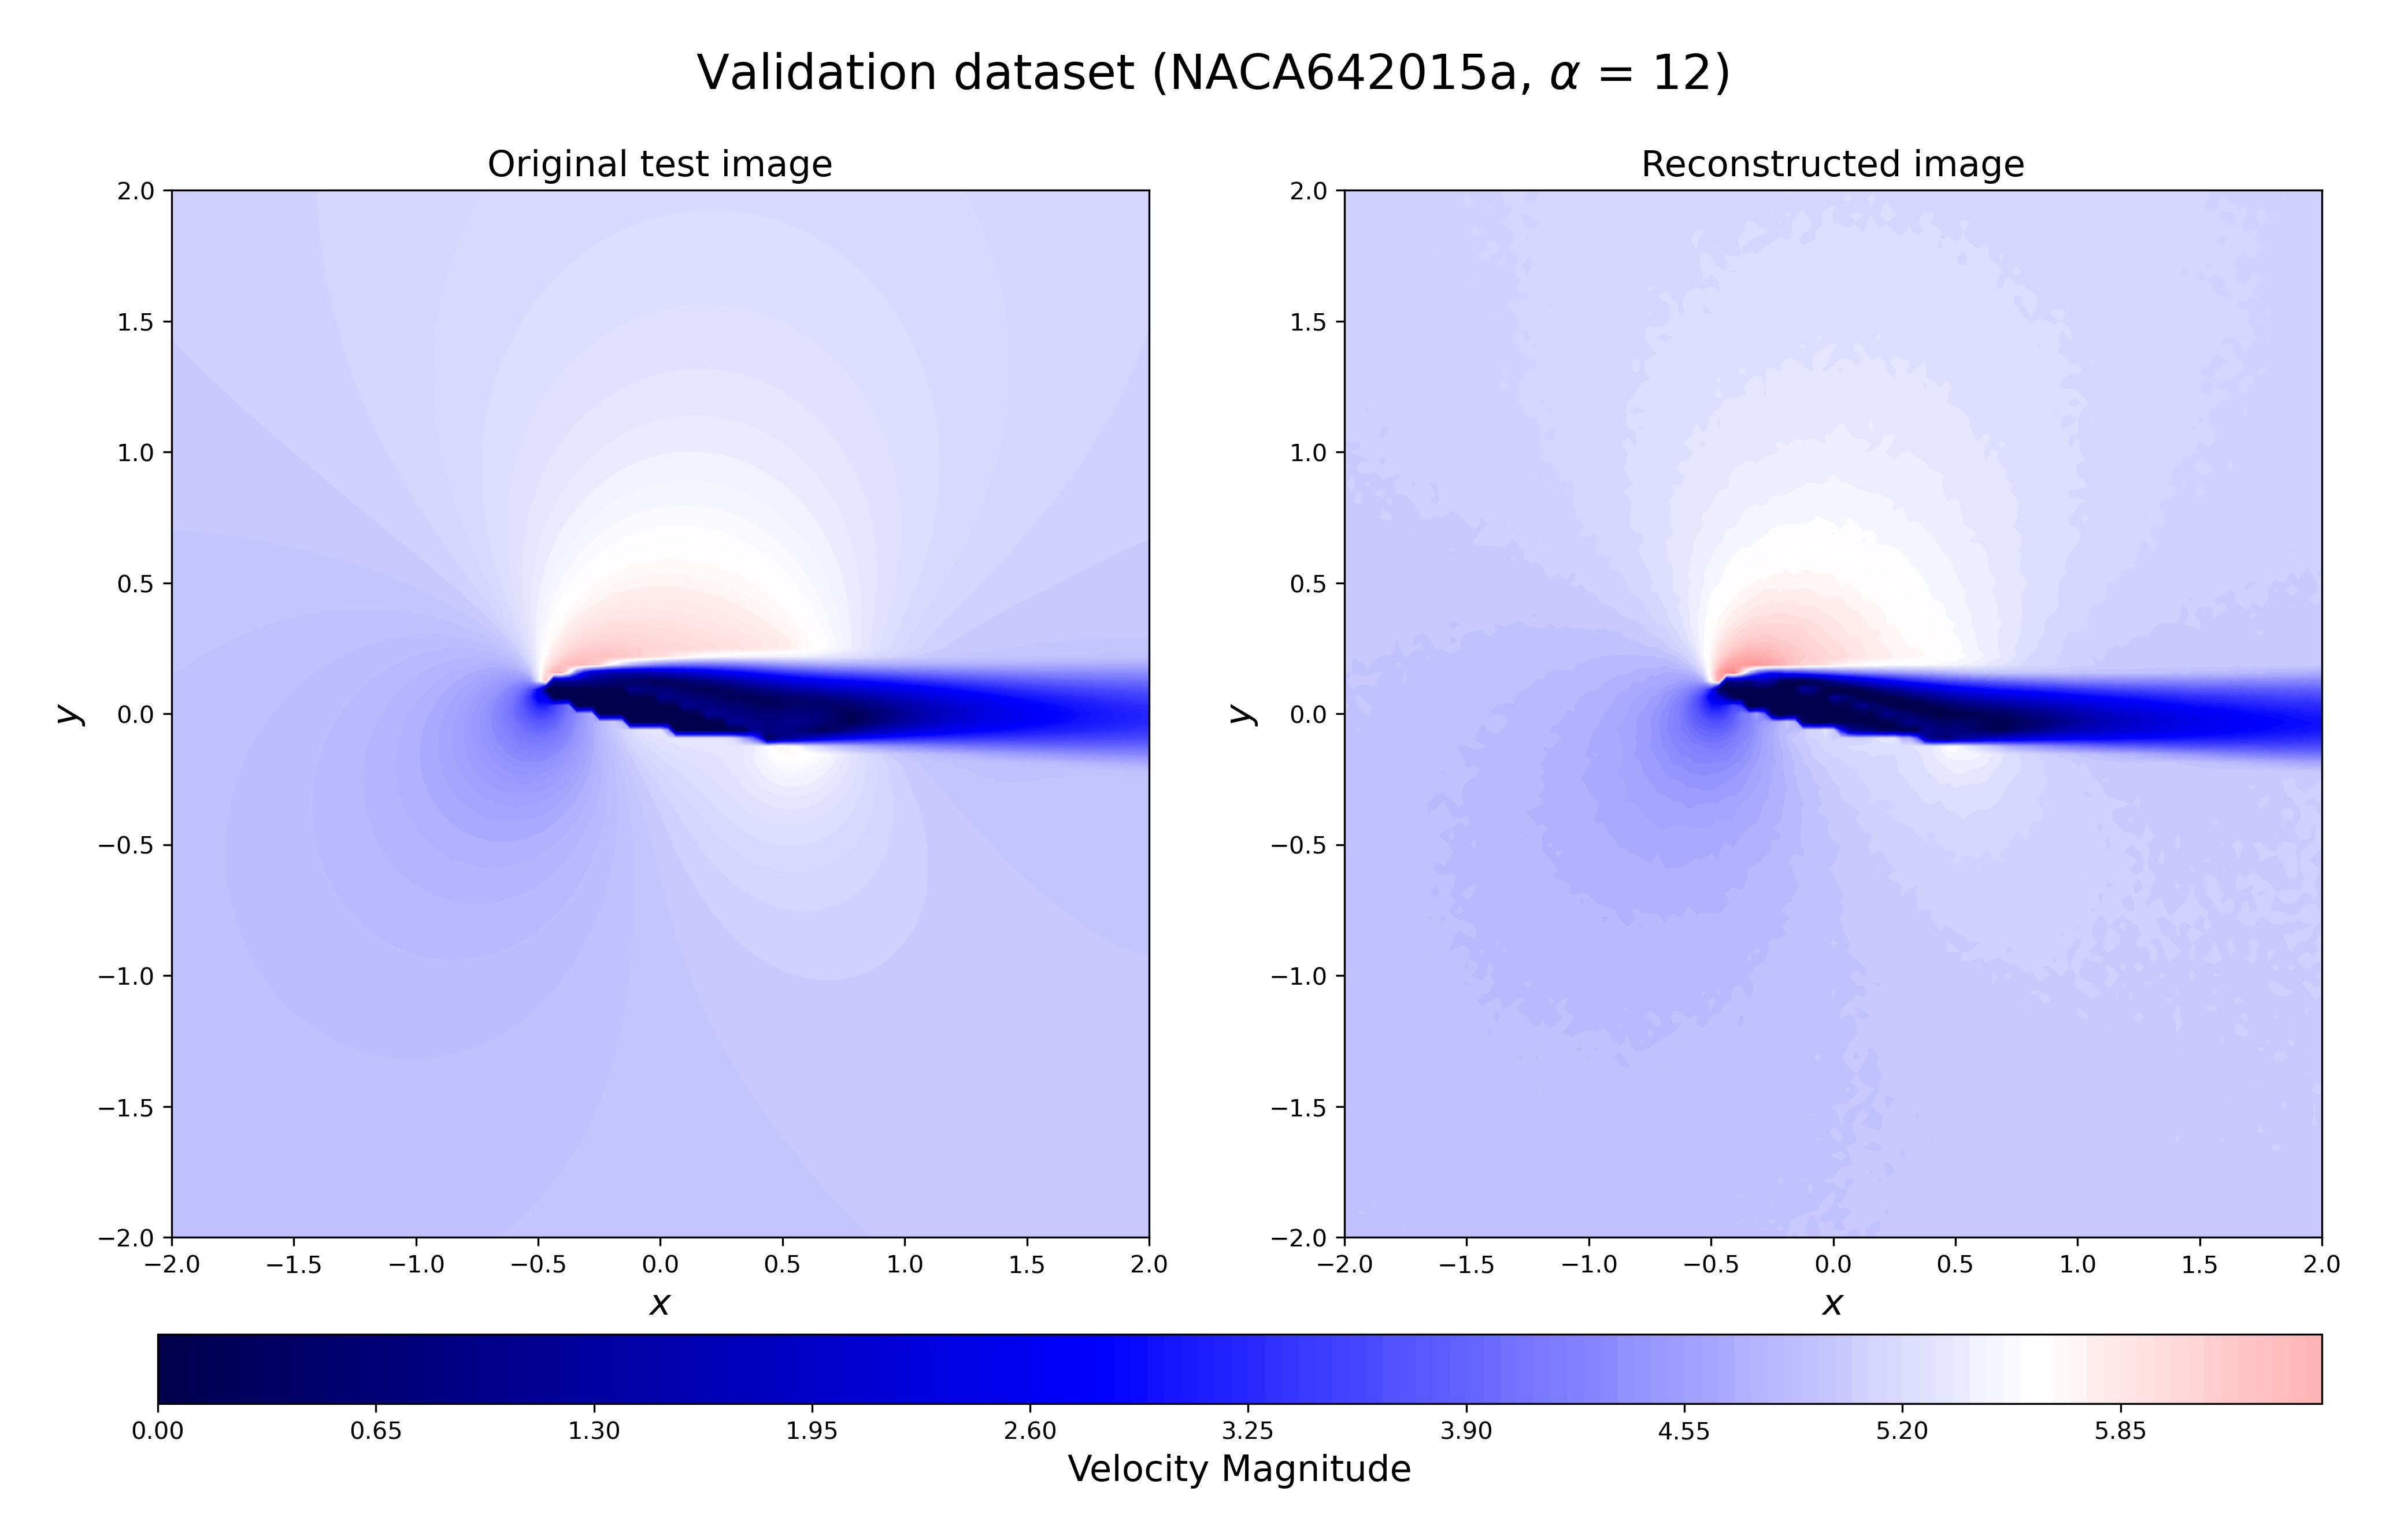 Validation dataset (NACA642015a, α = 12)
Original test image
2.0
1.5
1.0
0.5
0.0
−0.5
−1.0
−1.5
−2.0
y
−2.0 −1.5 −1.0 −0.5 0.0 0.5 1.0 1.5 2.0
x
Reconstructed image
2.0
1.5
1.0
0.5
0.0
−0.5
−1.0
−1.5
−2.0
y
−2.0 −1.5 −1.0 −0.5 0.0 0.5 1.0 1.5 2.0
x
0.00 0.65 1.30 1.95 2.60 3.25 3.90 4.55 5.20 5.85
Velocity Magnitude